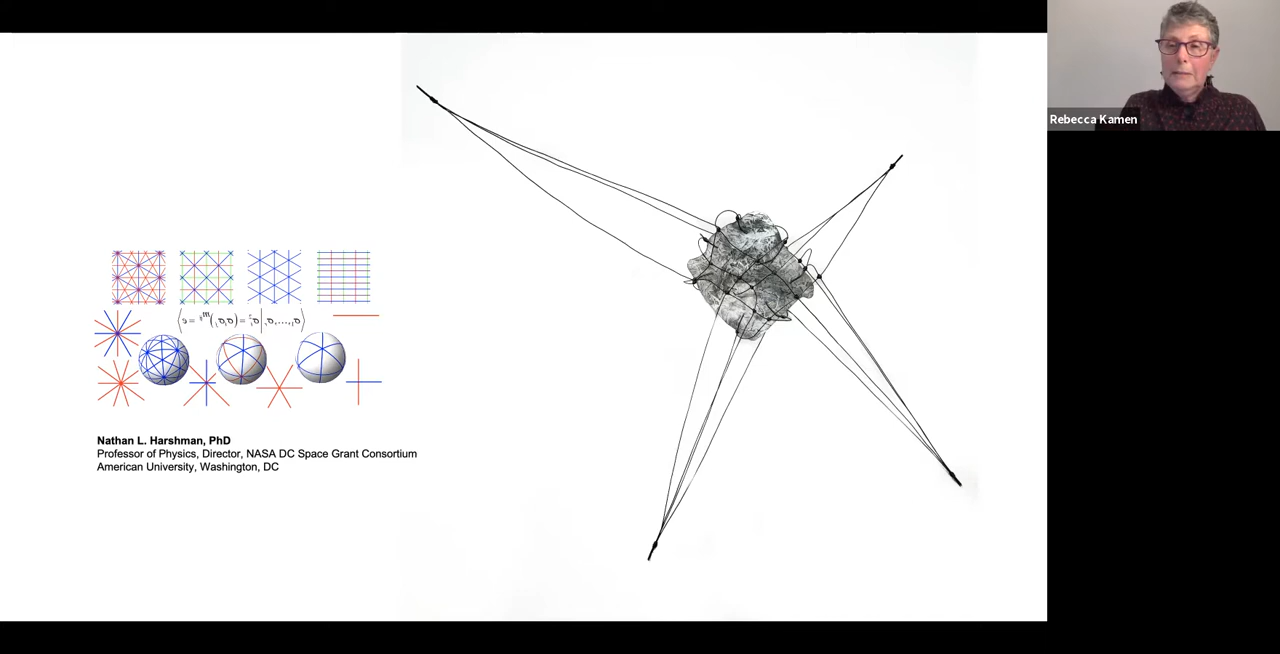 Rebecca Kamen
Nathan L. Harshman, PhD
Professor of Physics, Director, NASA DC Space Grant Consortium
American University, Washington, DC